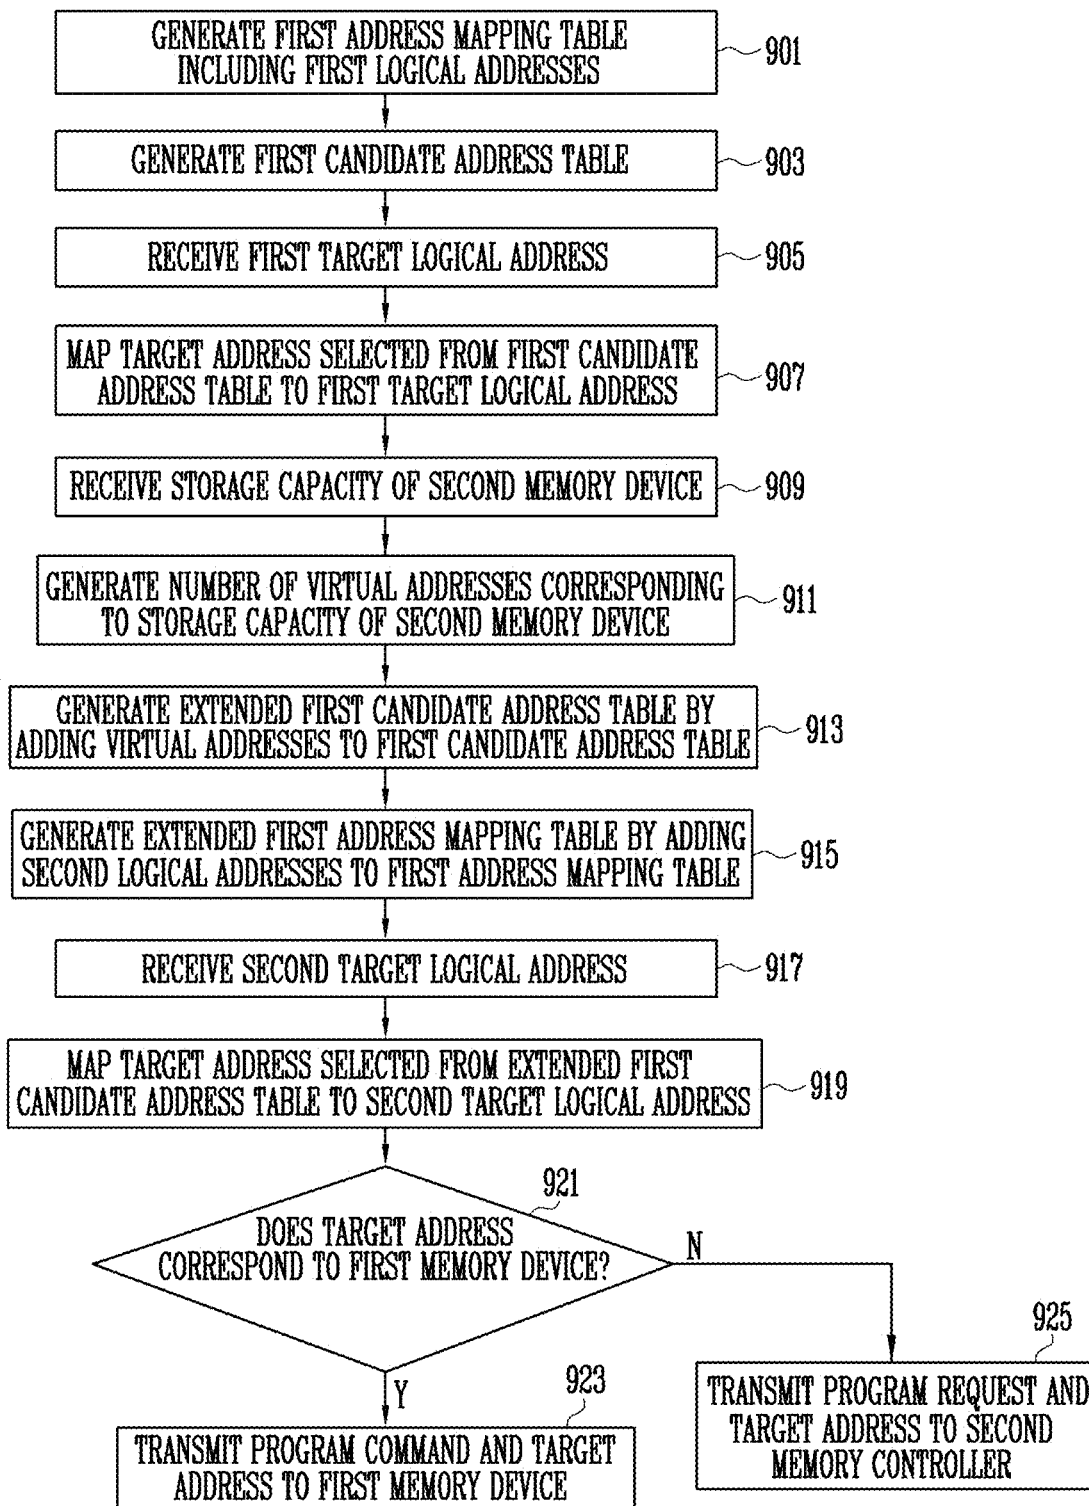 GENERATE FIRST ADDRESS MAPPING TABLE
INCLUDING FIRST LOGICAL ADDRESSES
901
GENERATE FIRST CANDIDATE ADDRESS TABLE
903
RECEIVE FIRST TARGET LOGICAL ADDRESS
905
MAP TARGET ADDRESS SELECTED FROM FIRST CANDIDATE
ADDRESS TABLE TO FIRST TARGET LOGICAL ADDRESS
907
RECEIVE STORAGE CAPACITY OF SECOND MEMORY DEVICE
909
GENERATE NUMBER OF VIRTUAL ADDRESSES CORRESPONDING
TO STORAGE CAPACITY OF SECOND MEMORY DEVICE
911
GENERATE EXTENDED FIRST CANDIDATE ADDRESS TABLE BY
ADDING VIRTUAL ADDRESSES TO FIRST CANDIDATE ADDRESS TABLE
913
GENERATE EXTENDED FIRST ADDRESS MAPPING TABLE BY ADDING
SECOND LOGICAL ADDRESSES TO FIRST ADDRESS MAPPING TABLE
915
RECEIVE SECOND TARGET LOGICAL ADDRESS
917
MAP TARGET ADDRESS SELECTED FROM EXTENDED FIRST
CANDIDATE ADDRESS TABLE TO SECOND TARGET LOGICAL ADDRESS
919
921
DOES TARGET ADDRESS
CORRESPOND TO FIRST MEMORY DEVICE?
N
Y
925
TRANSMIT PROGRAM REQUEST AND
TARGET ADDRESS TO SECOND
MEMORY CONTROLLER
923
TRANSMIT PROGRAM COMMAND AND TARGET
ADDRESS TO FIRST MEMORY DEVICE